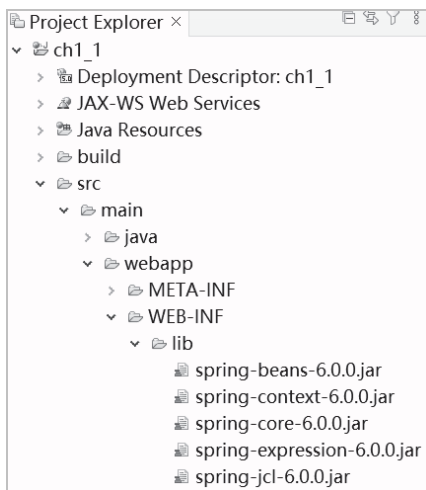 Project Explorer ×
ch1_1
Deployment Descriptor: ch1_1
JAX-WS Web Services
Java Resources
build
src
main
java
webapp
META-INF
WEB-INF
lib
spring-beans-6.0.0.jar
spring-context-6.0.0.jar
spring-core-6.0.0.jar
spring-expression-6.0.0.jar
spring-jcl-6.0.0.jar